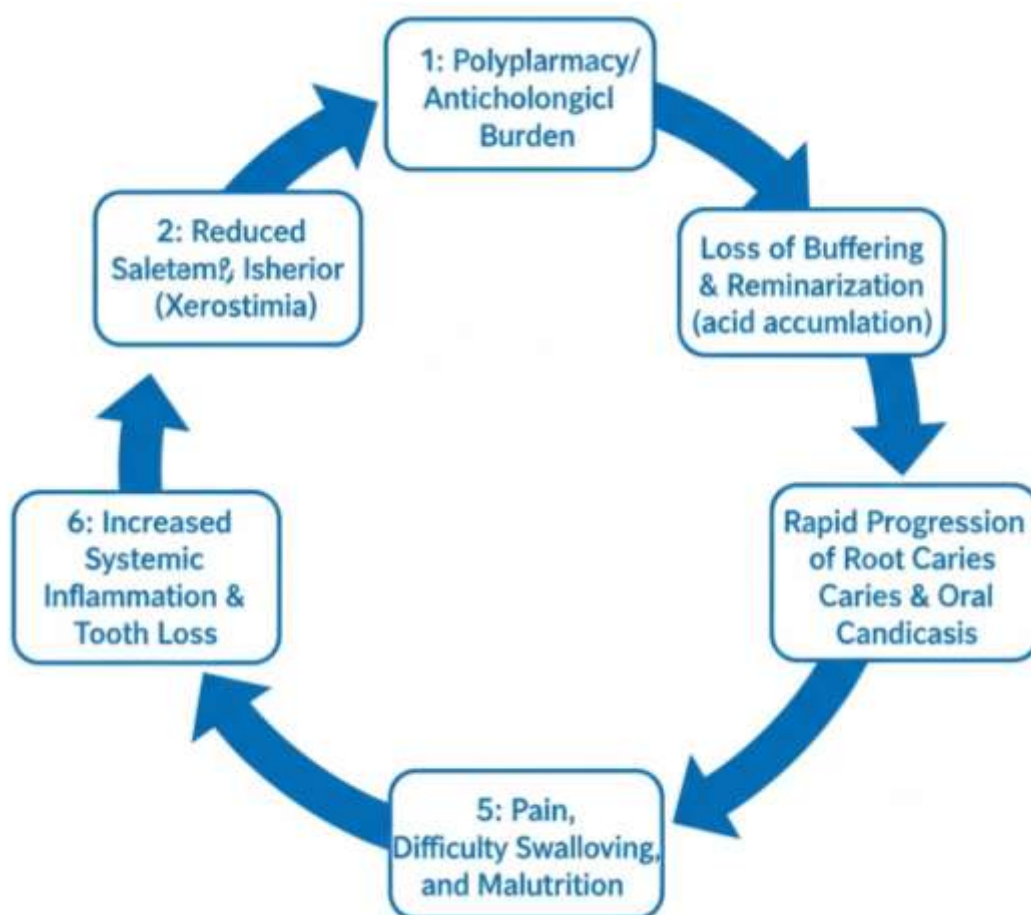 1: Polyplarmacy/
Anticholongicl
Burden
Loss of Buffering
& Reminarization
(acid accumlation)
Rapid Progression
of Root Caries
Caries & Oral
Candicasis
5: Pain,
Difficulty Swalloving,
and Malutrition
6: Increased
Systemic
Inflammation &
Tooth Loss
2: Reduced
Isherior
(Xerostimia)